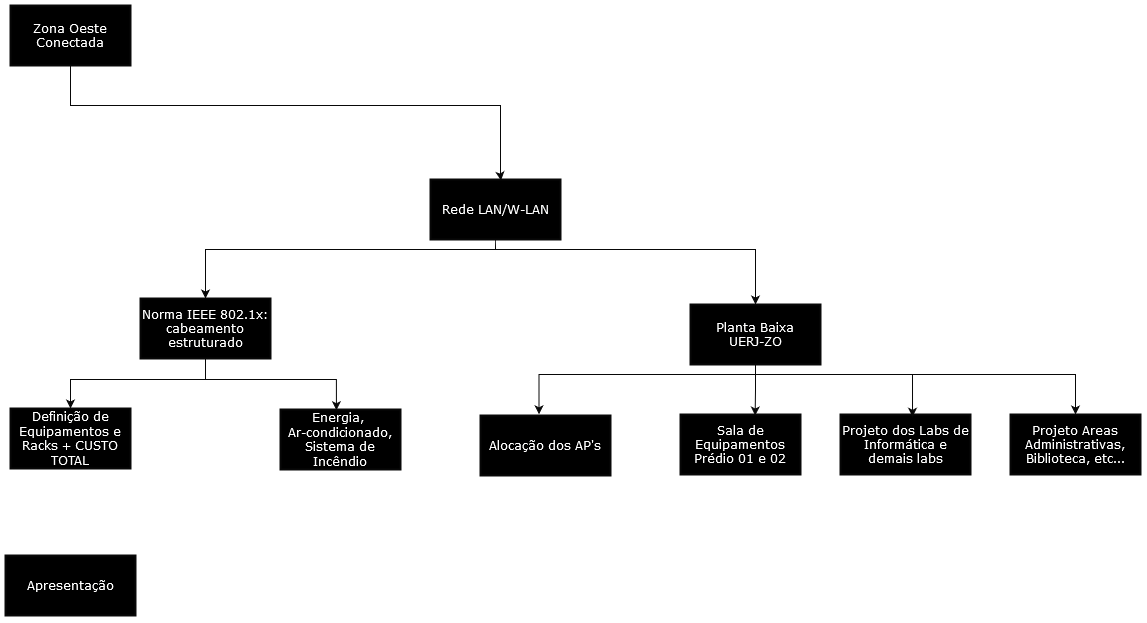 Zona Oeste
Conectada
Rede LAN/W-LAN
Norma IEEE 802.1x:
cabeamento
estruturado
Planta Baixa
UERJ-ZO
Definição de
Equipamentos e
Racks + CUSTO
TOTAL
Energia,
Ar-condicionado,
Sistema de
Incêndio
Alocação dos AP's
Sala de
Equipamentos
Prédio 01 e 02
Projeto dos Labs de
Informática e
demais labs
Projeto Areas
Administrativas,
Biblioteca, etc...
Apresentação